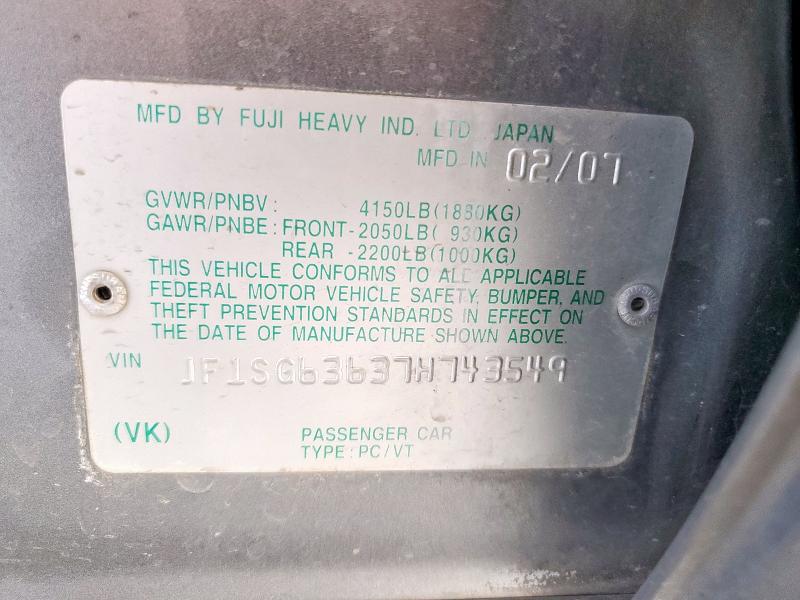 MFD BY FUJI HEAVY IND. LTD. JAPAN
MFD IN 02/07
GVWR/PNBV: 4150LB(1880KG)
GAWR/PNBE: FRONT-2050LB( 930KG)
REAR -2200LB(1000KG)
THIS VEHICLE CONFORMS TO ALL APPLICABLE
FEDERAL MOTOR VEHICLE SAFETY, BUMPER, AND
THEFT PREVENTION STANDARDS IN EFFECT ON
THE DATE OF MANUFACTURE SHOWN ABOVE.
VIN JF1SG63637H743549
(VK) PASSENGER CAR
TYPE:PC/VT